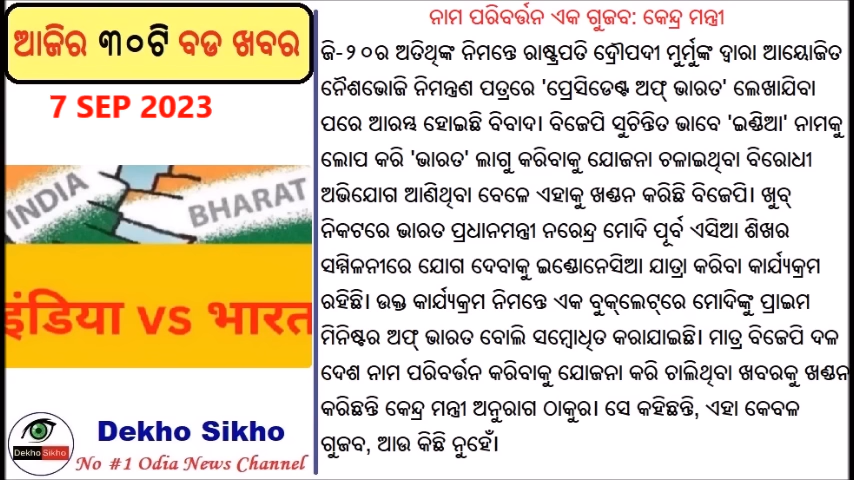 ଆଜିର ୩୦ଟି ବଡ ଖବର
7 SEP 2023
INDIA
BHARAT
इंडिया vs भारत
Dekho Sikho
Dekho Sikho
No #1 Odia News Channel
ନାମ ପରିବର୍ତ୍ତନ ଏକ ଗୁଜବ: କେନ୍ଦ୍ର ମନ୍ତ୍ରୀ
ଜି-୨୦ର ଅତିଥିଙ୍କ ନିମନ୍ତେ ରାଷ୍ଟ୍ରପତି ଦ୍ରୌପଦୀ ମୁର୍ମୁଙ୍କ ଦ୍ୱାରା ଆୟୋଜିତ
ନୈଶଭୋଜି ନିମନ୍ତ୍ରଣ ପତ୍ରରେ 'ପ୍ରେସିଡେଣ୍ଟ ଅଫ୍ ଭାରତ' ଲେଖାଯିବା
ପରେ ଆରମ୍ଭ ହୋଇଛି ବିବାଦ। ବିଜେପି ସୁଚିନ୍ତିତ ଭାବେ 'ଇଣ୍ଡିଆ' ନାମକୁ
ଲୋପ କରି 'ଭାରତ' ଲାଗୁ କରିବାକୁ ଯୋଜନା ଚଳାଇଥିବା ବିରୋଧୀ
ଅଭିଯୋଗ ଆଣିଥିବା ବେଳେ ଏହାକୁ ଖଣ୍ଡନ କରିଛି ବିଜେପି। ଖୁବ୍
ନିକଟରେ ଭାରତ ପ୍ରଧାନମନ୍ତ୍ରୀ ନରେନ୍ଦ୍ର ମୋଦି ପୂର୍ବ ଏସିଆ ଶିଖର
ସମ୍ମିଳନୀରେ ଯୋଗ ଦେବାକୁ ଇଣ୍ଡୋନେସିଆ ଯାତ୍ରା କରିବା କାର୍ଯ୍ୟକ୍ରମ
ରହିଛି। ଉକ୍ତ କାର୍ଯ୍ୟକ୍ରମ ନିମନ୍ତେ ଏକ ବୁକ୍‌ଲେଟ୍‌ରେ ମୋଦିଙ୍କୁ ପ୍ରାଇମ
ମିନିଷ୍ଟର ଅଫ୍ ଭାରତ ବୋଲି ସମ୍ବୋଧିତ କରାଯାଇଛି। ମାତ୍ର ବିଜେପି ଦଳ
ଦେଶ ନାମ ପରିବର୍ତ୍ତନ କରିବାକୁ ଯୋଜନା କରି ଚାଲିଥିବା ଖବରକୁ ଖଣ୍ଡନ
କରିଛନ୍ତି କେନ୍ଦ୍ର ମନ୍ତ୍ରୀ ଅନୁରାଗ ଠାକୁର। ସେ କହିଛନ୍ତି, ଏହା କେବଳ
ଗୁଜବ, ଆଉ କିଛି ନୁହେଁ।